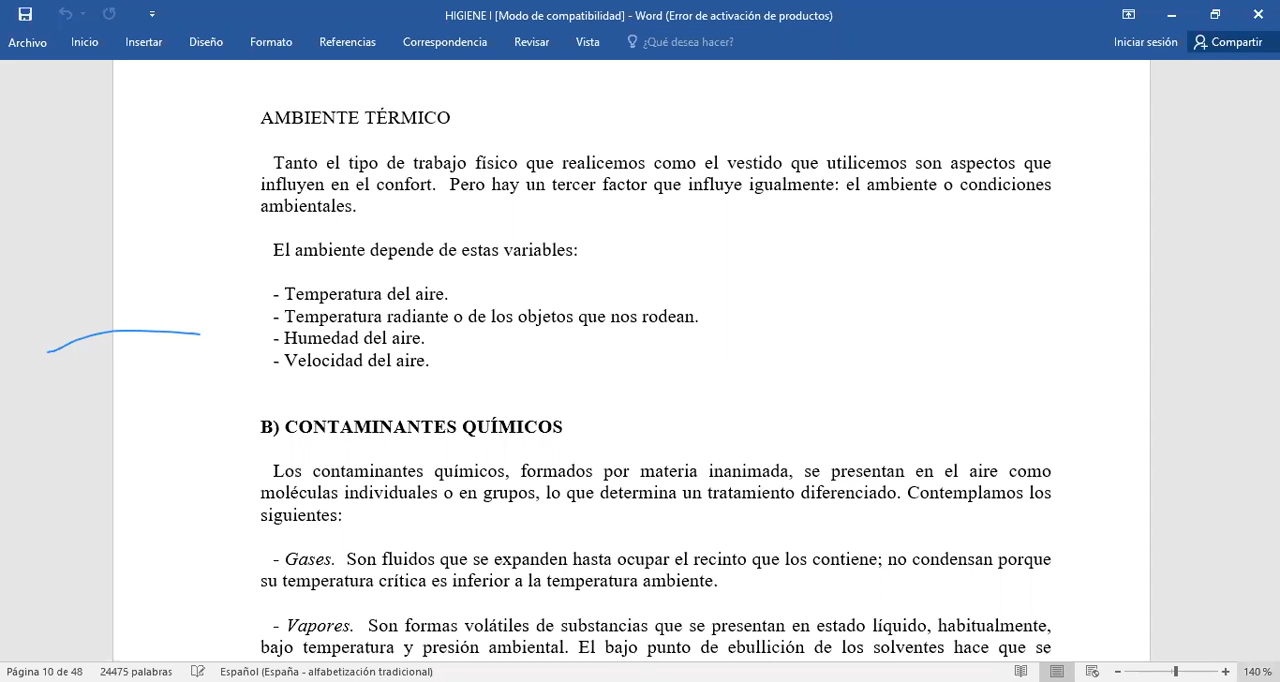 HIGIENE I [Modo de compatibilidad] - Word (Error de activación de productos)
Archivo Inicio Insertar Diseño Formato Referencias Correspondencia Revisar Vista ¿Qué desea hacer? Iniciar sesión Compartir
AMBIENTE TÉRMICO
Tanto el tipo de trabajo físico que realicemos como el vestido que utilicemos son aspectos que
influyen en el confort. Pero hay un tercer factor que influye igualmente: el ambiente o condiciones
ambientales.
El ambiente depende de estas variables:
- Temperatura del aire.
- Temperatura radiante o de los objetos que nos rodean.
- Humedad del aire.
- Velocidad del aire.
B) CONTAMINANTES QUÍMICOS
Los contaminantes químicos, formados por materia inanimada, se presentan en el aire como
moléculas individuales o en grupos, lo que determina un tratamiento diferenciado. Contemplamos los
siguientes:
- Gases. Son fluidos que se expanden hasta ocupar el recinto que los contiene; no condensan porque
su temperatura crítica es inferior a la temperatura ambiente.
- Vapores. Son formas volátiles de substancias que se presentan en estado líquido, habitualmente,
bajo temperatura y presión ambiental. El bajo punto de ebullición de los solventes hace que se
Página 10 de 48 24475 palabras Español (España - alfabetización tradicional) 140 %